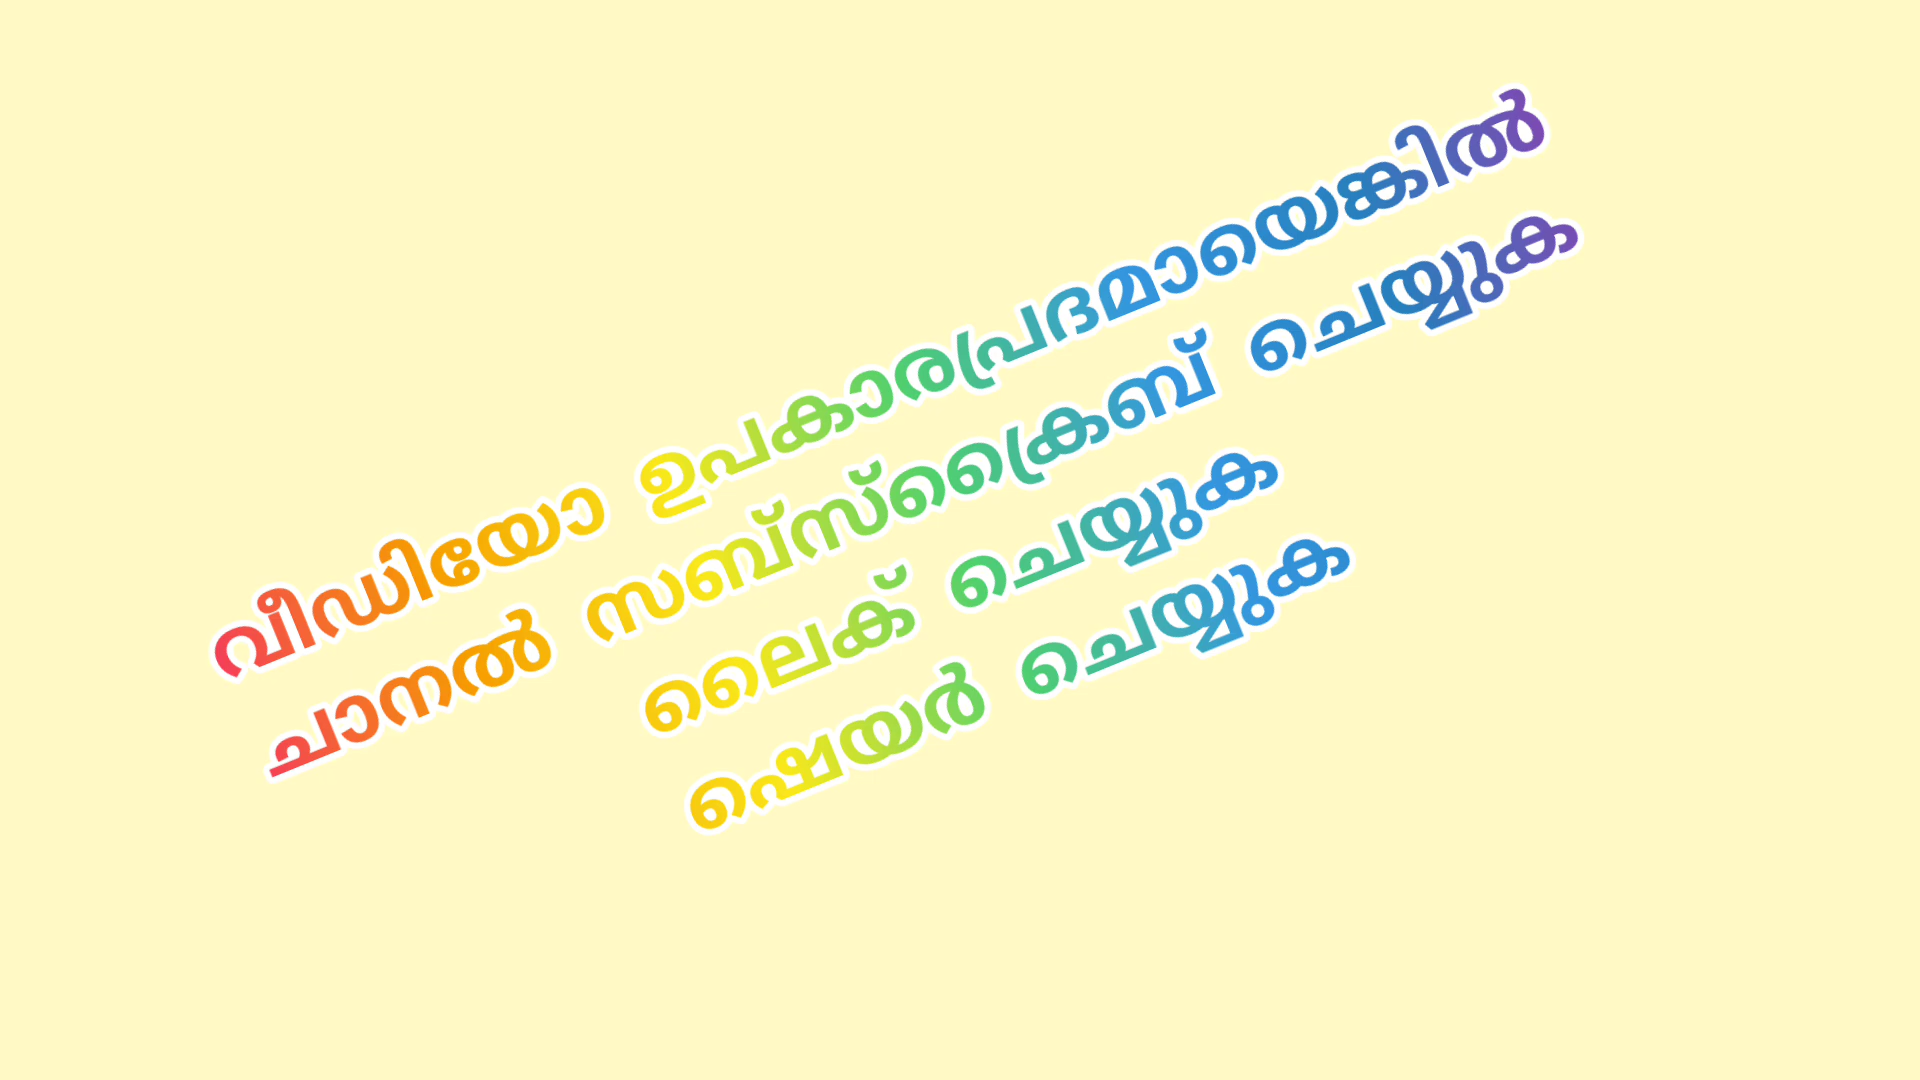 വീഡിയോ ഉപകാരപ്രദമായെങ്കിൽ
ചാനൽ സബ്സ്ക്രൈബ് ചെയ്യുക
ലൈക് ചെയ്യുക
ഷെയർ ചെയ്യുക